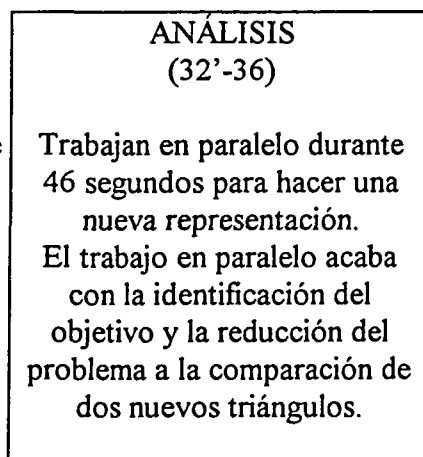 ANÁLISIS
(32'-36)
Trabajan en paralelo durante
46 segundos para hacer una
nueva representación.
El trabajo en paralelo acaba
con la identificación del
objetivo y la reducción del
problema a la comparación de
dos nuevos triángulos.